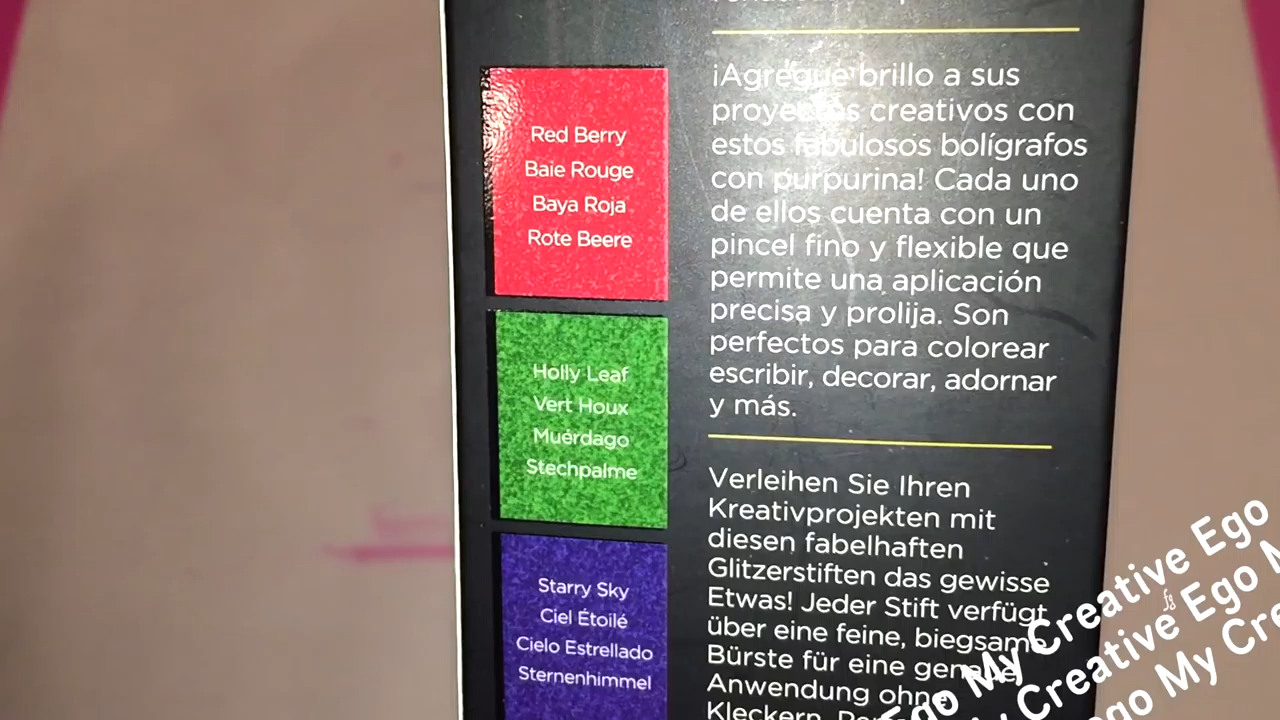 Red Berry
Baie Rouge
Baya Roja
Rote Beere
Holly Leaf
Vert Houx
Muérdago
Stechpalme
Starry Sky
Ciel Étoilé
Cielo Estrellado
Sternenhimmel
¡Agregue brillo a sus
proyectos creativos con
estos fabulosos bolígrafos
con purpurina! Cada uno
de ellos cuenta con un
pincel fino y flexible que
permite una aplicación
precisa y prolija. Son
perfectos para colorear
escribir, decorar, adornar
y más.
Verleihen Sie Ihren
Kreativprojekten mit
diesen fabelhaften
Glitzerstiften das gewisse
Etwas! Jeder Stift verfügt
über eine feine, biegsame
Bürste für eine genaue
Anwendung ohne
Kleckern.
My Creative Ego
Ego My Creative Ego
Ego My